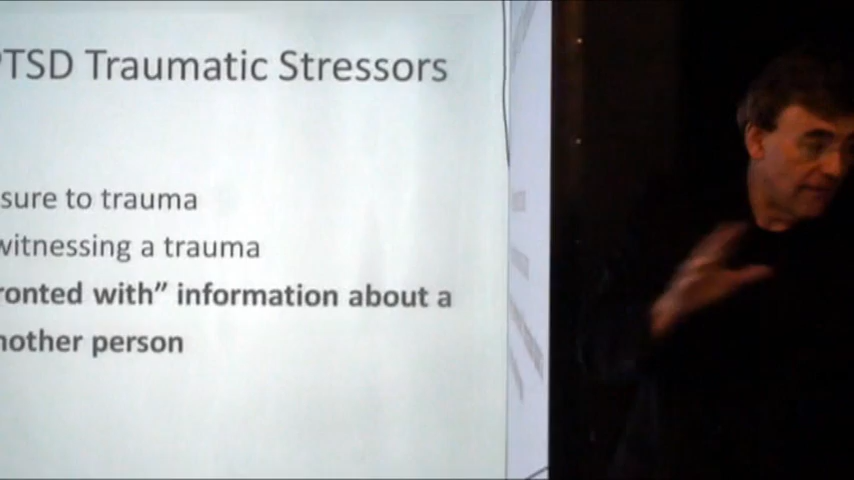 PTSD Traumatic Stressors
sure to trauma
witnessing a trauma
ronted with” information about a
nother person